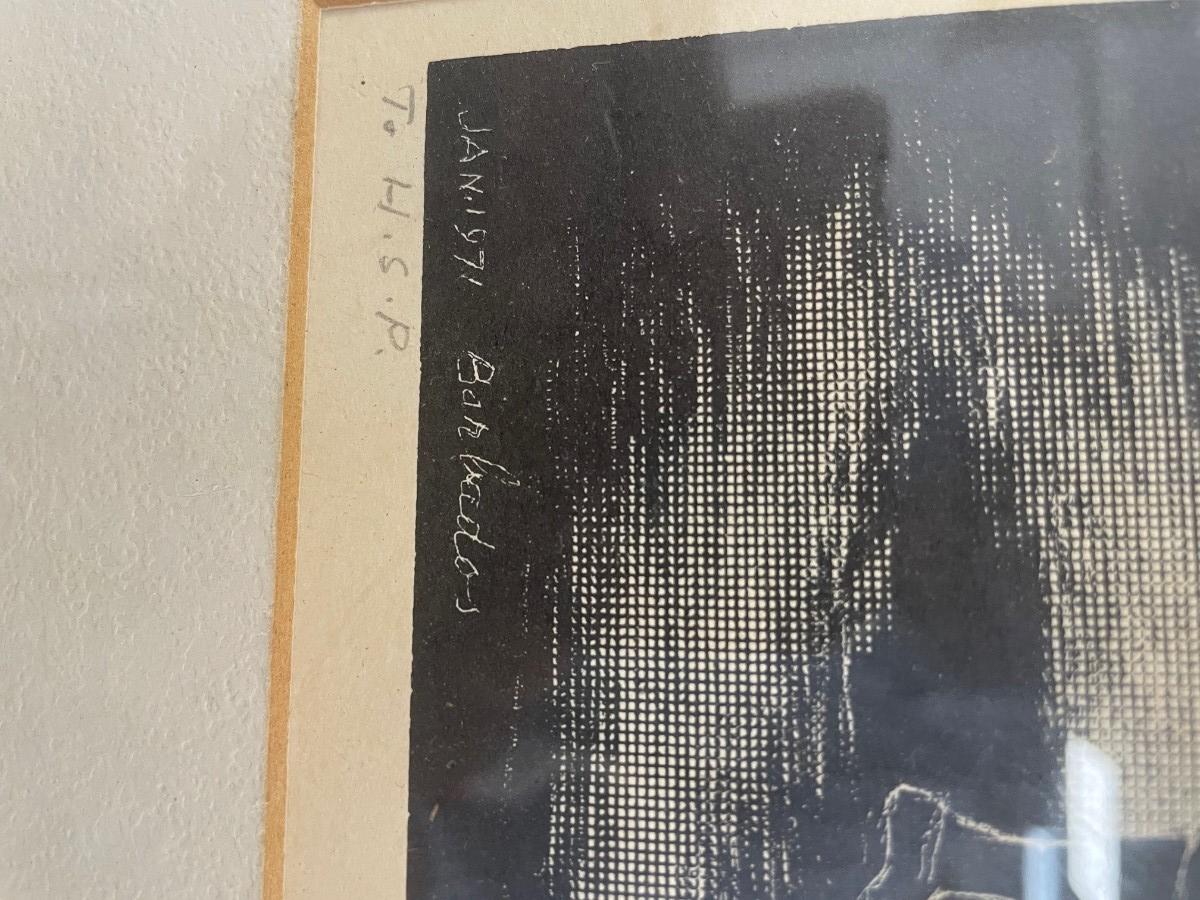 JAN. 1971 Barbados
To H.S.P.